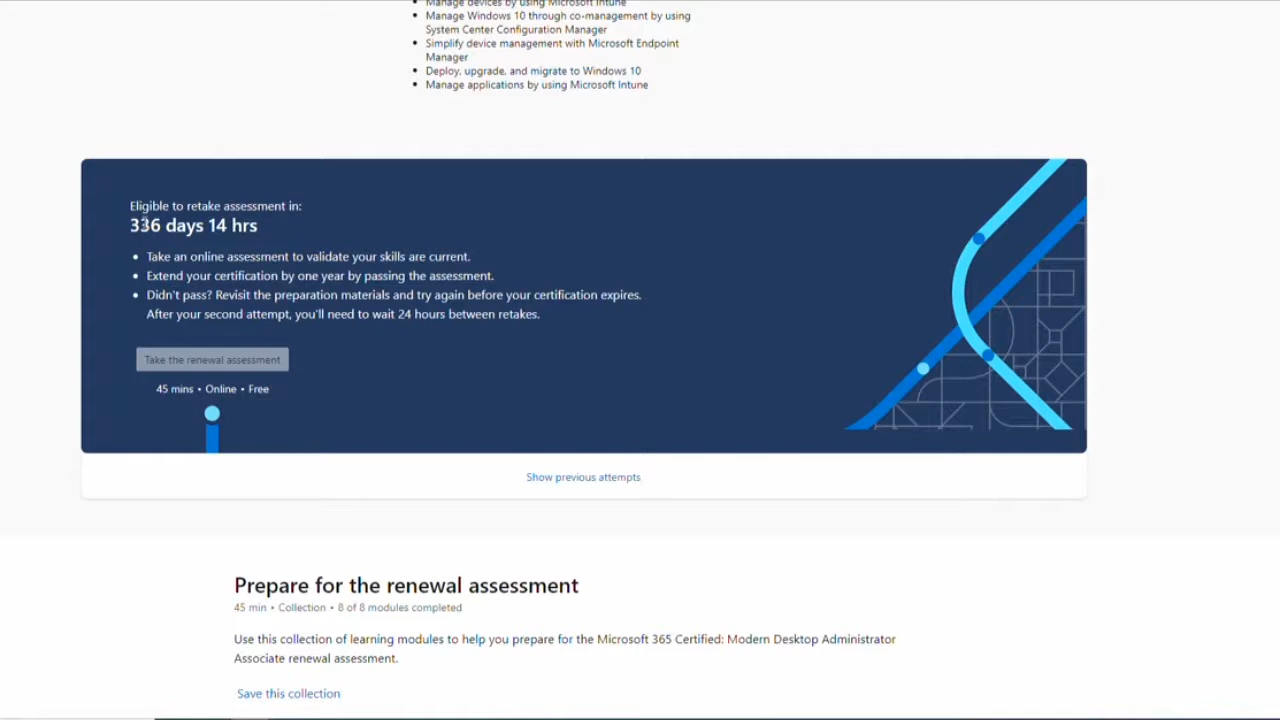 Manage devices by using Microsoft Intune
Manage Windows 10 through co-management by using
System Center Configuration Manager
Simplify device management with Microsoft Endpoint
Manager
Deploy, upgrade, and migrate to Windows 10
Manage applications by using Microsoft Intune
Eligible to retake assessment in:
336 days 14 hrs
Take an online assessment to validate your skills are current.
Extend your certification by one year by passing the assessment.
Didn't pass? Revisit the preparation materials and try again before your certification expires.
After your second attempt, you'll need to wait 24 hours between retakes.
Take the renewal assessment
45 mins • Online • Free
Show previous attempts
Prepare for the renewal assessment
45 min • Collection • 8 of 8 modules completed
Use this collection of learning modules to help you prepare for the Microsoft 365 Certified: Modern Desktop Administrator
Associate renewal assessment.
Save this collection